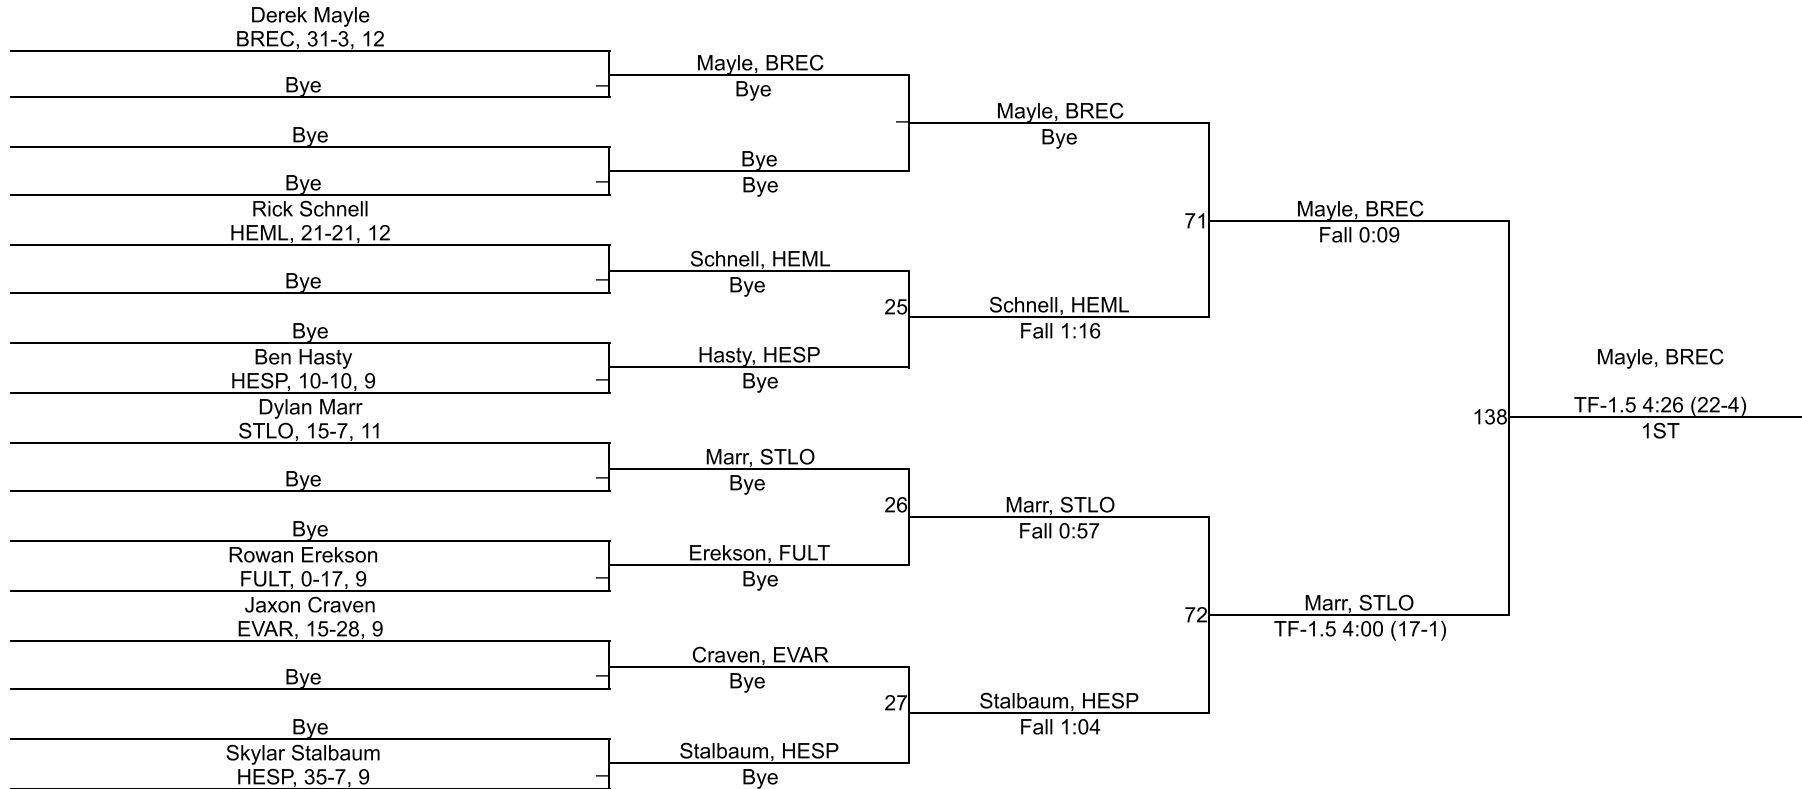 Derek Mayle
BREC, 31-3, 12
Bye
Bye
Bye
Rick Schnell
HEML, 21-21, 12
Bye
Bye
Ben Hasty
HESP, 10-10, 9
Dylan Marr
STLO, 15-7, 11
Bye
Bye
Rowan Erekson
FULT, 0-17, 9
Jaxon Craven
EVAR, 15-28, 9
Bye
Bye
Skylar Stalbaum
HESP, 35-7, 9
Mayle, BREC
Bye
Bye
Bye
Schnell, HEML
Bye
25
Hasty, HESP
Bye
Marr, STLO
Bye
26
Erekson, FULT
Bye
Craven, EVAR
Bye
27
Stalbaum, HESP
Bye
Mayle, BREC
Bye
71
Schnell, HEML
Fall 1:16
Marr, STLO
Fall 0:57
72
Stalbaum, HESP
Fall 1:04
Mayle, BREC
Fall 0:09
138
Marr, STLO
TF-1.5 4:00 (17-1)
Mayle, BREC
TF-1.5 4:26 (22-4)
1ST